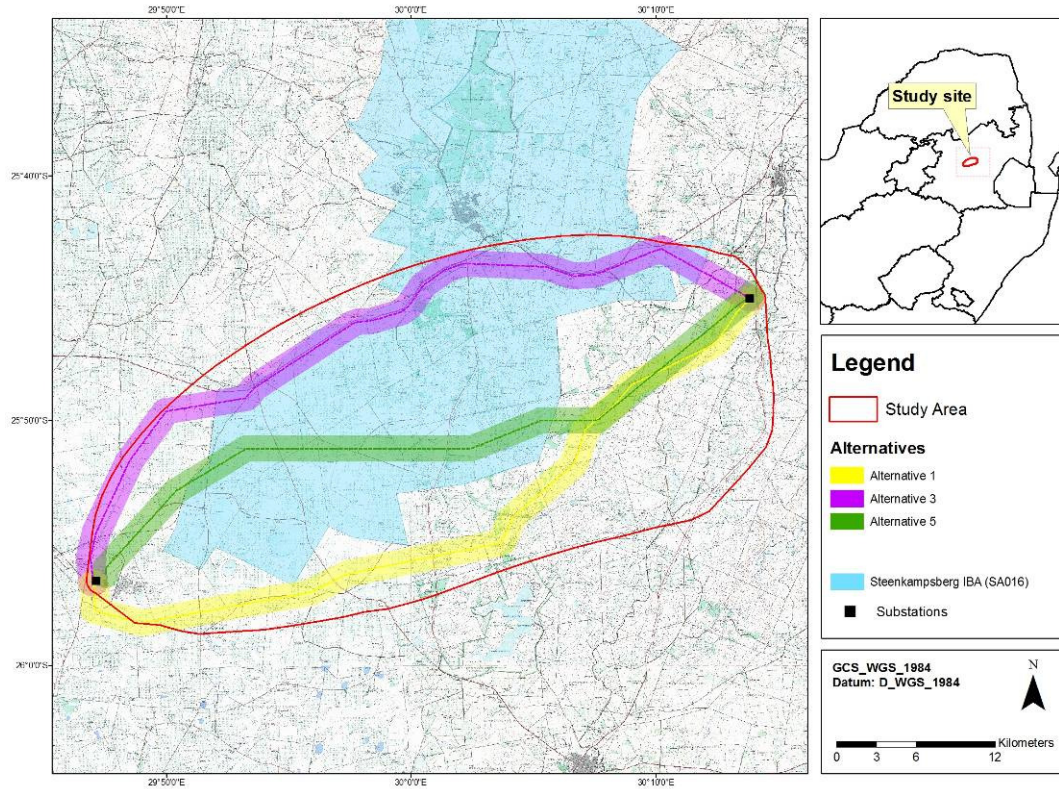 29°50'0"E
30°0'0"E
30°10'0"E
25°40'0"S
25°50'0"S
26°0'0"S
29°50'0"E
30°0'0"E
30°10'0"E
Study site
Legend
Study Area
Alternatives
Alternative 1
Alternative 3
Alternative 5
Steenkampsberg IBA (SA016)
Substations
GCS_WGS_1984
Datum: D_WGS_1984
N
Kilometers
0 3 6 12